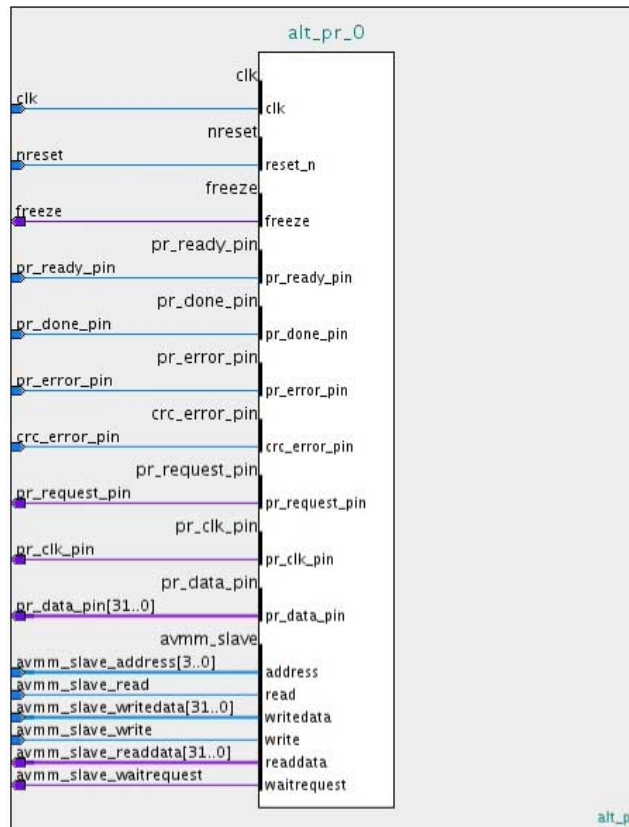 alt_pr_0
clk
clk
clk
nreset
nreset
reset_n
freeze
freeze
freeze
pr_ready_pin
pr_ready_pin
pr_ready_pin
pr_done_pin
pr_done_pin
pr_done_pin
pr_error_pin
pr_error_pin
pr_error_pin
crc_error_pin
crc_error_pin
crc_error_pin
pr_request_pin
pr_request_pin
pr_request_pin
pr_clk_pin
pr_clk_pin
pr_clk_pin
pr_data_pin
pr_data_pin[31..0]
pr_data_pin
avmm_slave
avmm_slave_address[3..0]
address
avmm_slave_read
read
avmm_slave_writedata[31..0]
writedata
avmm_slave_write
write
avmm_slave_readdata[31..0]
readdata
avmm_slave_waitrequest
waitrequest
alt_p